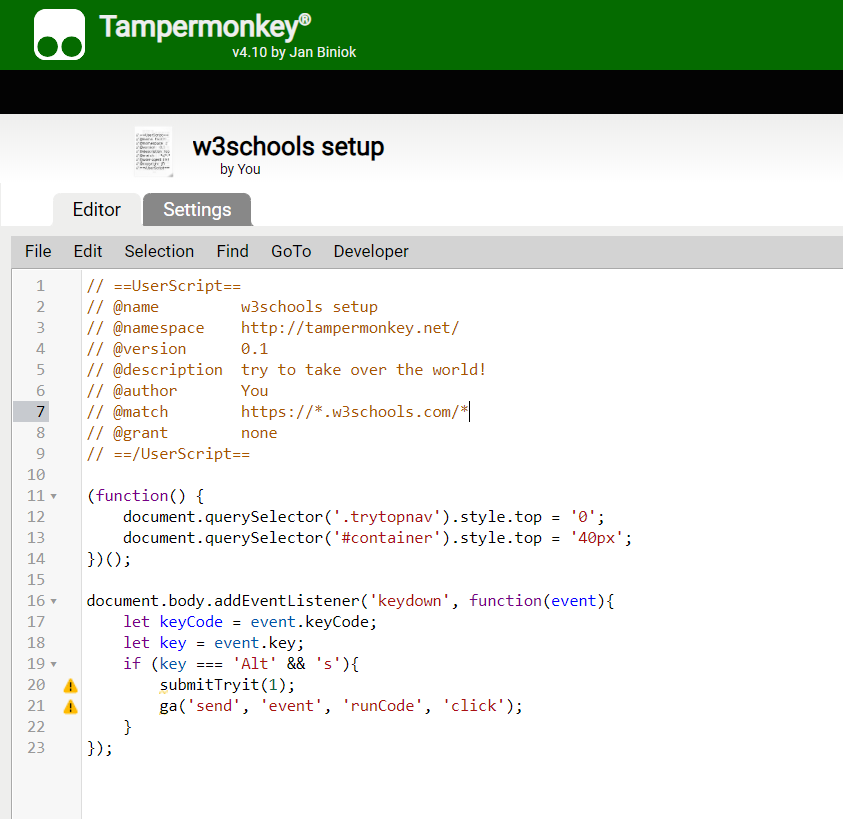 Tampermonkey®
v4.10 by Jan Biniok
w3schools setup
by You
Editor Settings
File Edit Selection Find GoTo Developer
1 // ==UserScript==
2 // @name         w3schools setup
3 // @namespace    http://tampermonkey.net/
4 // @version      0.1
5 // @description  try to take over the world!
6 // @author       You
7 // @match        https://*.w3schools.com/*
8 // @grant        none
9 // ==/UserScript==
10
11 (function() {
12     document.querySelector('.trytopnav').style.top = '0';
13     document.querySelector('#container').style.top = '40px';
14 })();
15
16 document.body.addEventListener('keydown', function(event){
17     let keyCode = event.keyCode;
18     let key = event.key;
19     if (key === 'Alt' && 's'){
20         submitTryit(1);
21         ga('send', 'event', 'runCode', 'click');
22     }
23 });